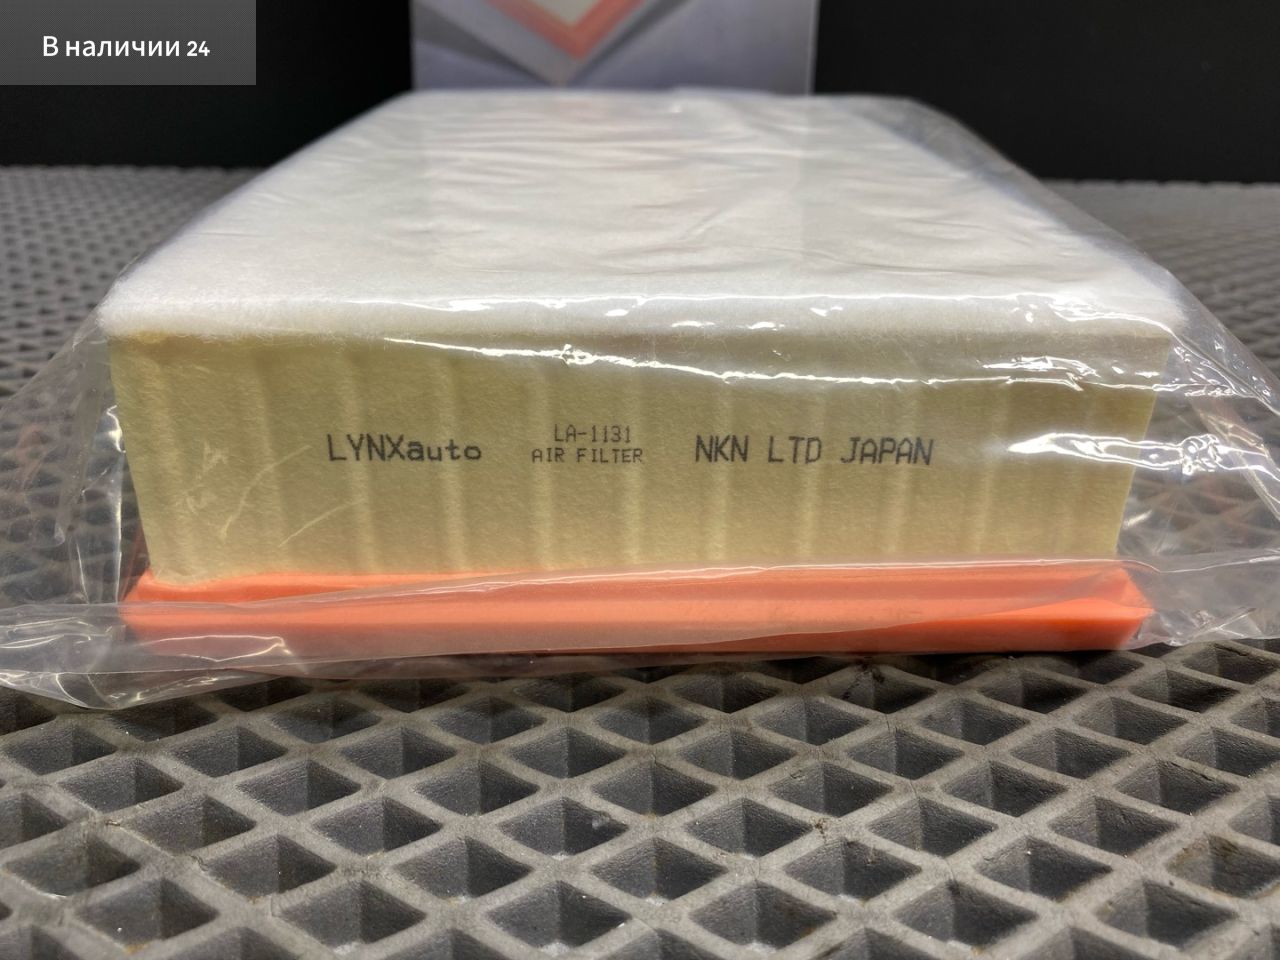 В наличии 24
LYNXauto LA-1131 NKN LTD JAPAN
AIR FILTER